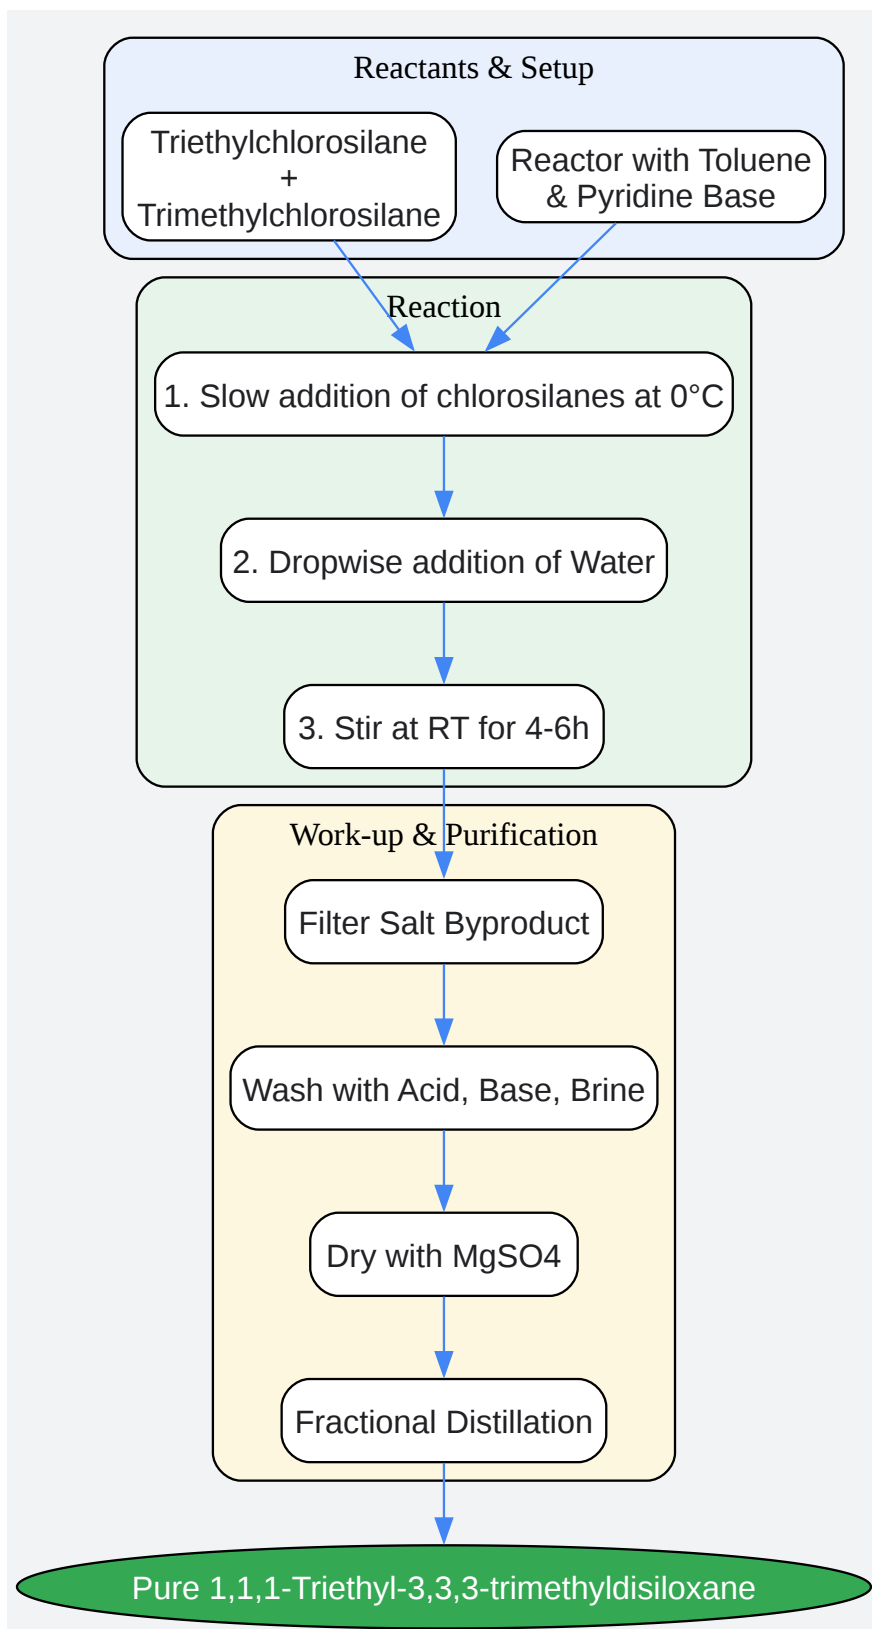 Reactants & Setup
Triethylchlorosilane
+
Trimethylchlorosilane
Reactor with Toluene
& Pyridine Base
Reaction
1. Slow addition of chlorosilanes at 0°C
2. Dropwise addition of Water
3. Stir at RT for 4-6h
Work-up & Purification
Filter Salt Byproduct
Wash with Acid, Base, Brine
Dry with MgSO4
Fractional Distillation
Pure 1,1,1-Triethyl-3,3,3-trimethyldisiloxane